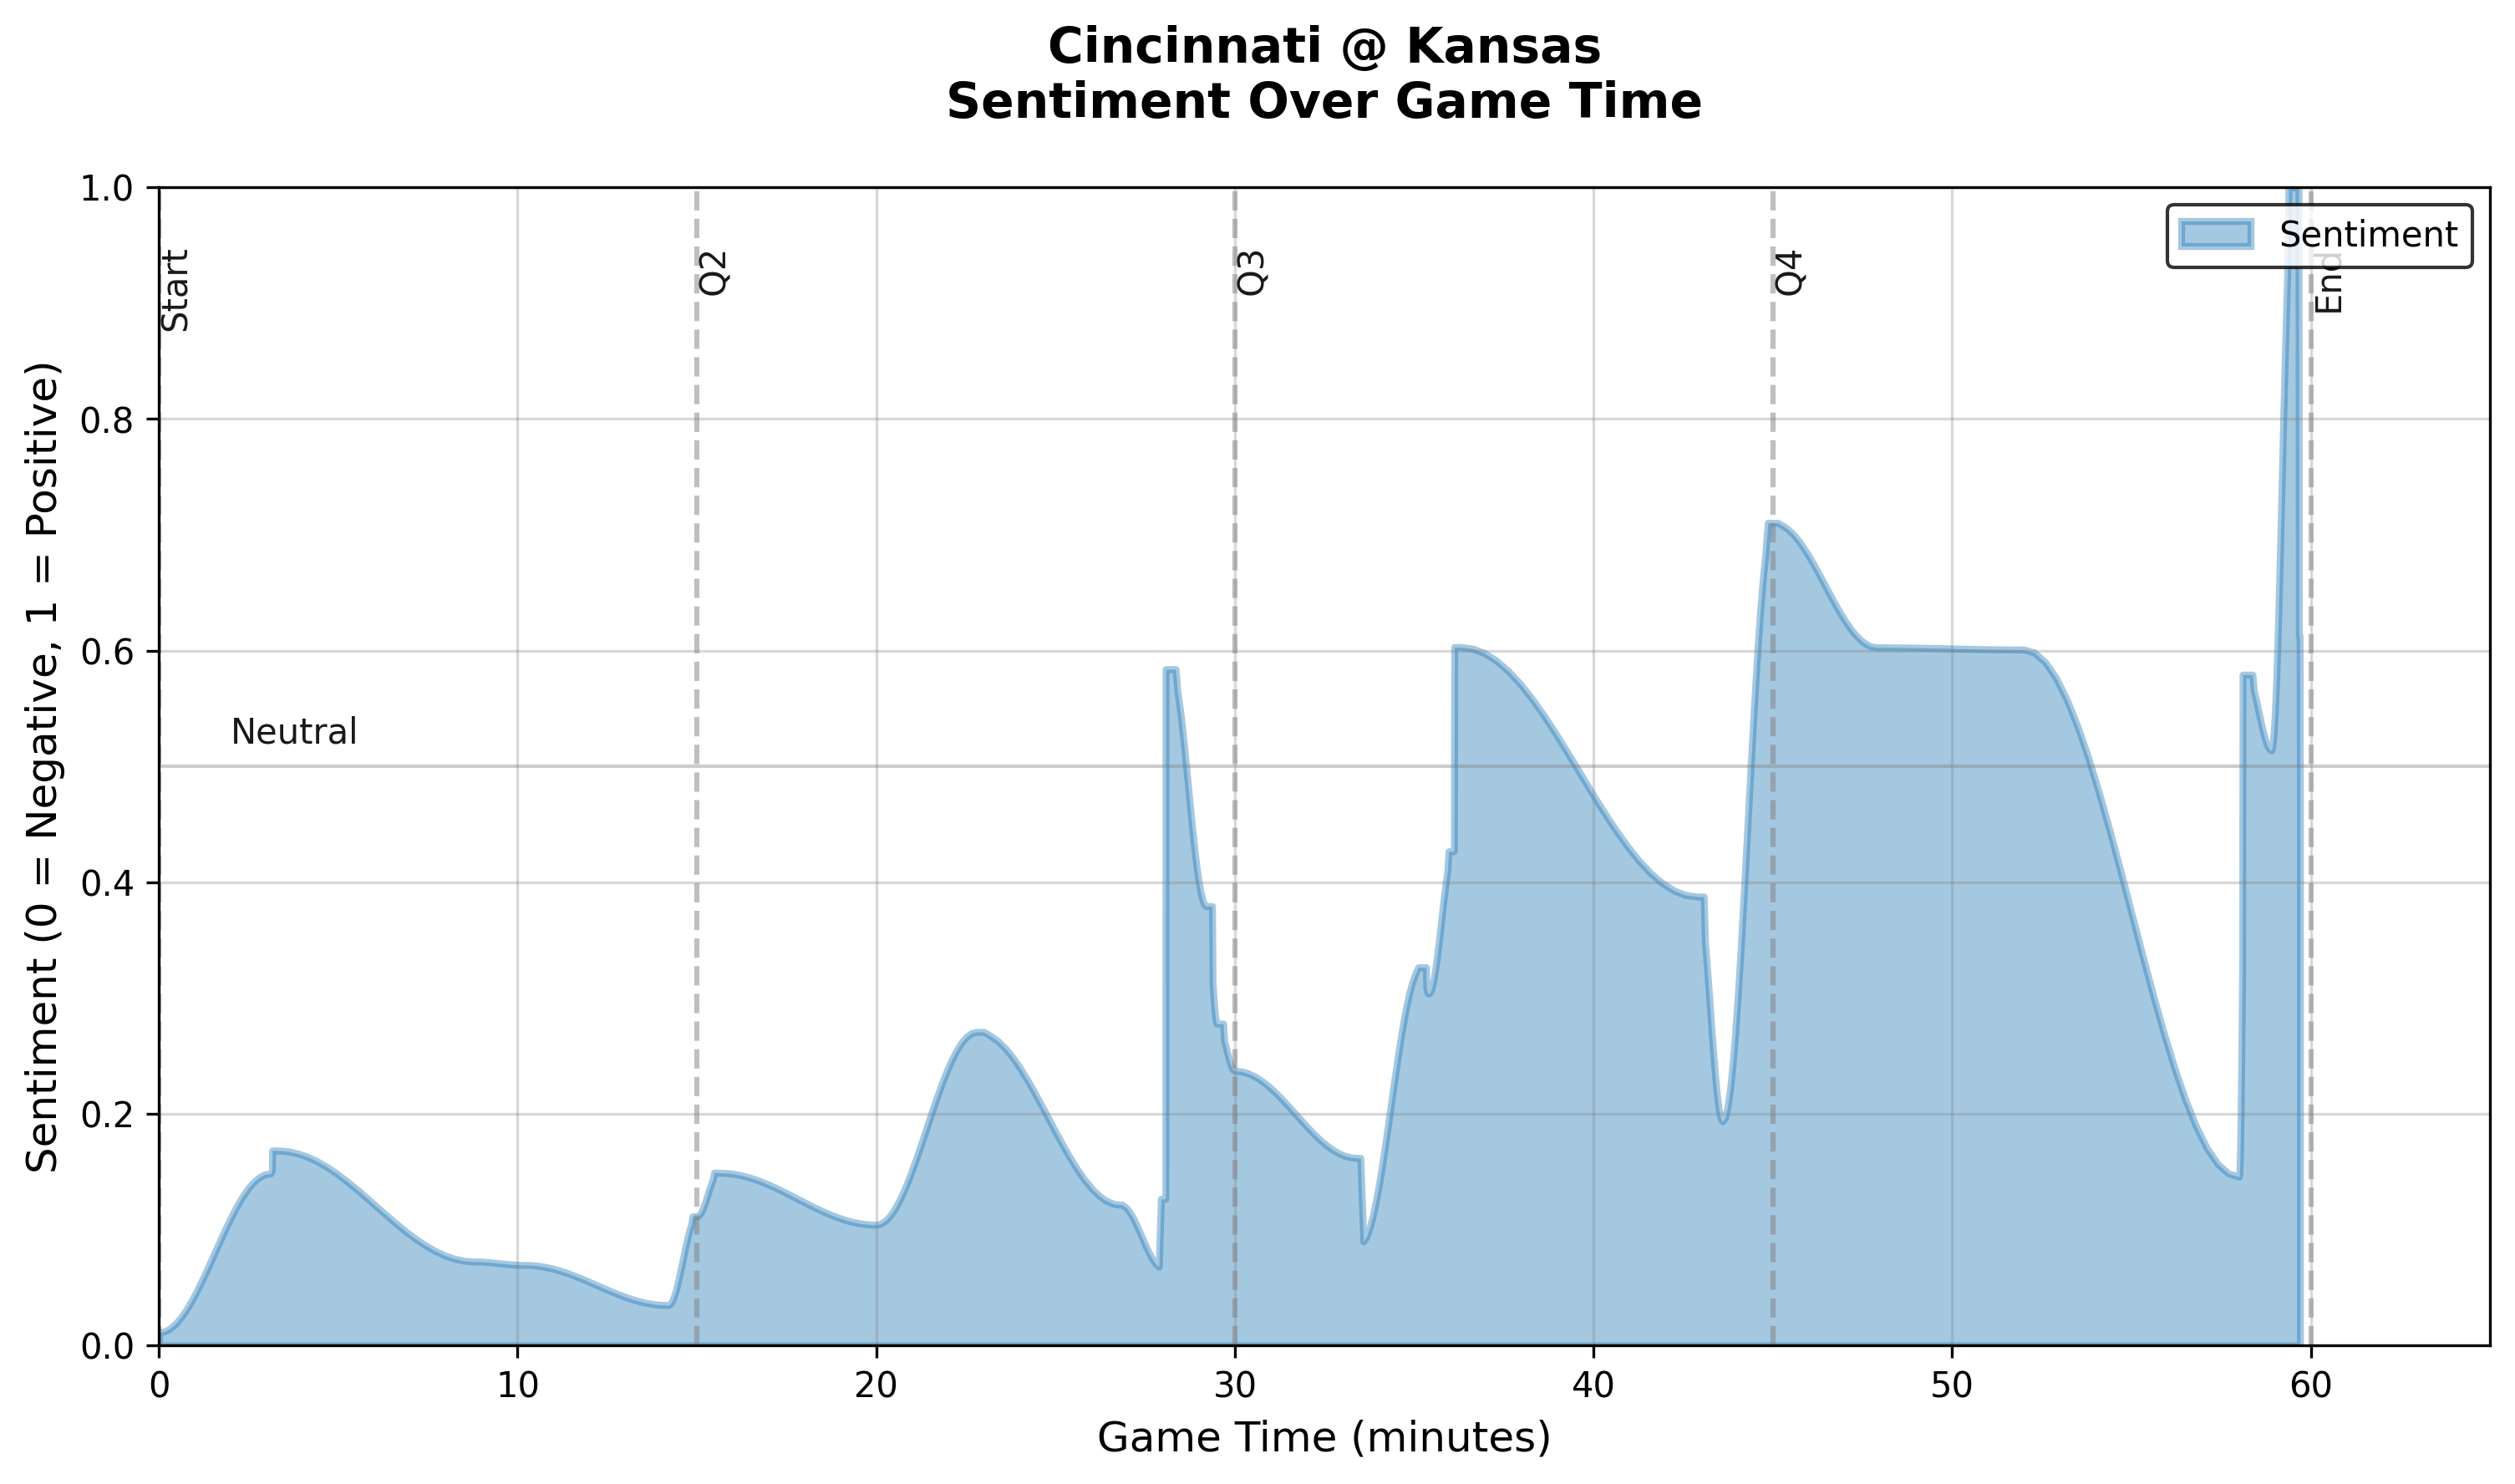 Cincinnati @ Kansas
Sentiment Over Game Time
Sentiment (0 = Negative, 1 = Positive)
1.0
0.8
0.6
0.4
0.2
0.0
Start
Q2
Q3
Q4
End
Sentiment
Neutral
0
10
20
30
40
50
60
Game Time (minutes)